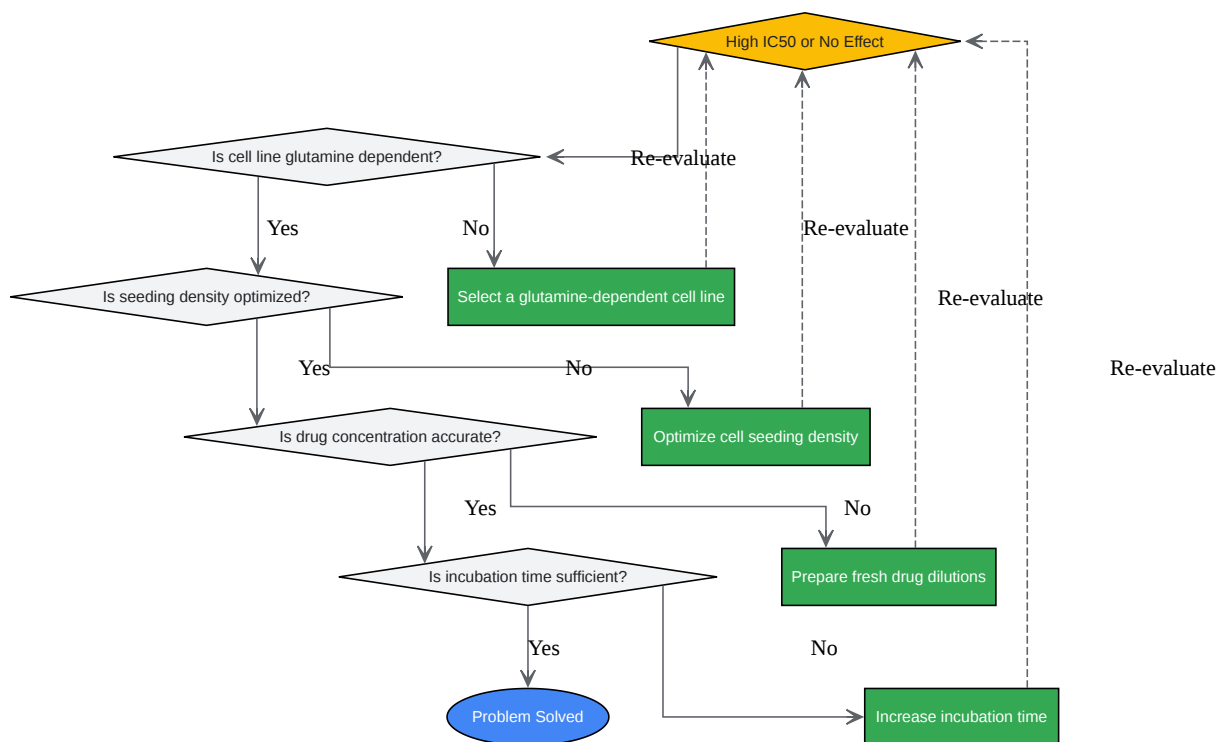 High IC50 or No Effect
Is cell line glutamine dependent?
Re-evaluate
Yes
No
Re-evaluate
Is seeding density optimized?
Select a glutamine-dependent cell line
Re-evaluate
Yes
No
Re-evaluate
Is drug concentration accurate?
Optimize cell seeding density
Yes
No
Is incubation time sufficient?
Prepare fresh drug dilutions
Yes
No
Problem Solved
Increase incubation time